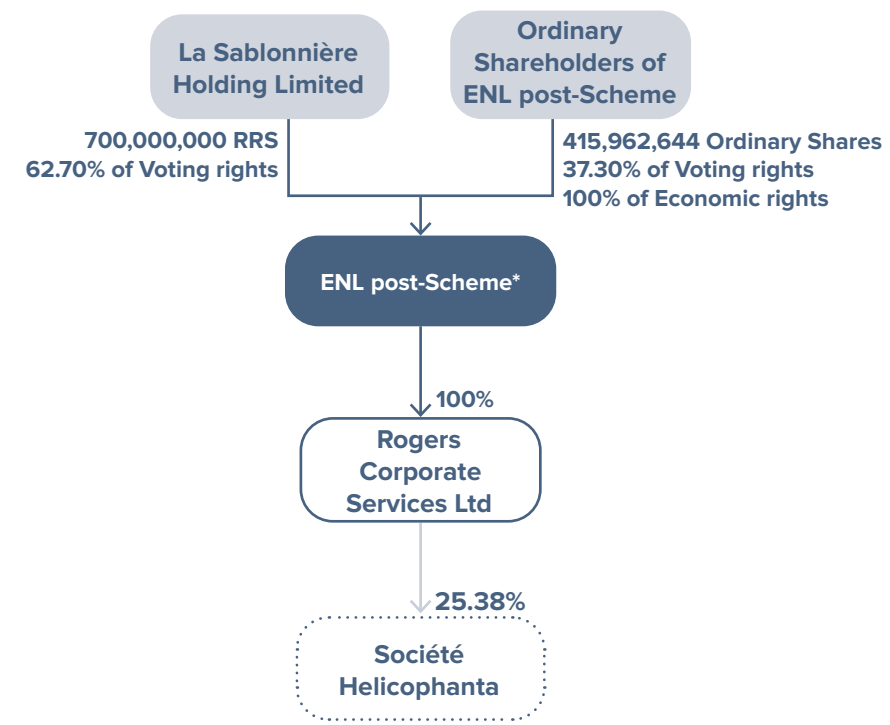 La Sablonnière
Holding Limited
Ordinary
Shareholders of
ENL post-Scheme
700,000,000 RRS
62.70% of Voting rights
415,962,644 Ordinary Shares
37.30% of Voting rights
100% of Economic rights
ENL post-Scheme*
100%
Rogers
Corporate
Services Ltd
25.38%
Société
Helicophanta